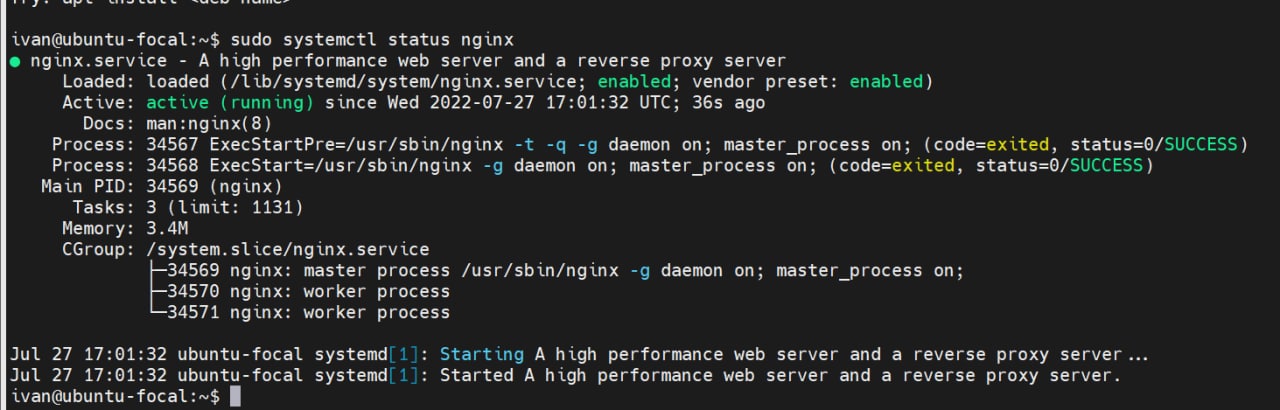 Try: apt install <deb name>
ivan@ubuntu-focal:~$ sudo systemctl status nginx
● nginx.service - A high performance web server and a reverse proxy server
Loaded: loaded (/lib/systemd/system/nginx.service; enabled; vendor preset: enabled)
Active: active (running) since Wed 2022-07-27 17:01:32 UTC; 36s ago
Docs: man:nginx(8)
Process: 34567 ExecStartPre=/usr/sbin/nginx -t -q -g daemon on; master_process on; (code=exited, status=0/SUCCESS)
Process: 34568 ExecStart=/usr/sbin/nginx -g daemon on; master_process on; (code=exited, status=0/SUCCESS)
Main PID: 34569 (nginx)
Tasks: 3 (limit: 1131)
Memory: 3.4M
CGroup: /system.slice/nginx.service
├─34569 nginx: master process /usr/sbin/nginx -g daemon on; master_process on;
├─34570 nginx: worker process
└─34571 nginx: worker process
Jul 27 17:01:32 ubuntu-focal systemd[1]: Starting A high performance web server and a reverse proxy server...
Jul 27 17:01:32 ubuntu-focal systemd[1]: Started A high performance web server and a reverse proxy server.
ivan@ubuntu-focal:~$